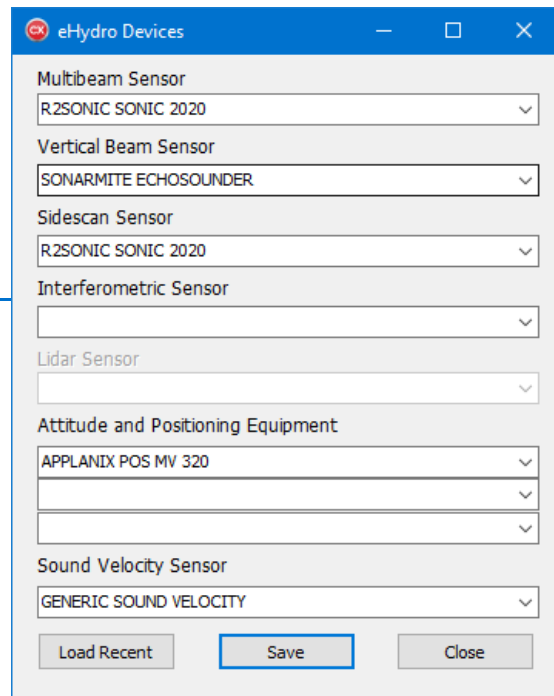 CX eHydro Devices
Multibeam Sensor
R2SONIC SONIC 2020
Vertical Beam Sensor
SONARMITE ECHOSOUNDER
Sidescan Sensor
R2SONIC SONIC 2020
Interferometric Sensor
Lidar Sensor
Attitude and Positioning Equipment
APPLANIX POS MV 320
Sound Velocity Sensor
GENERIC SOUND VELOCITY
Load Recent Save Close